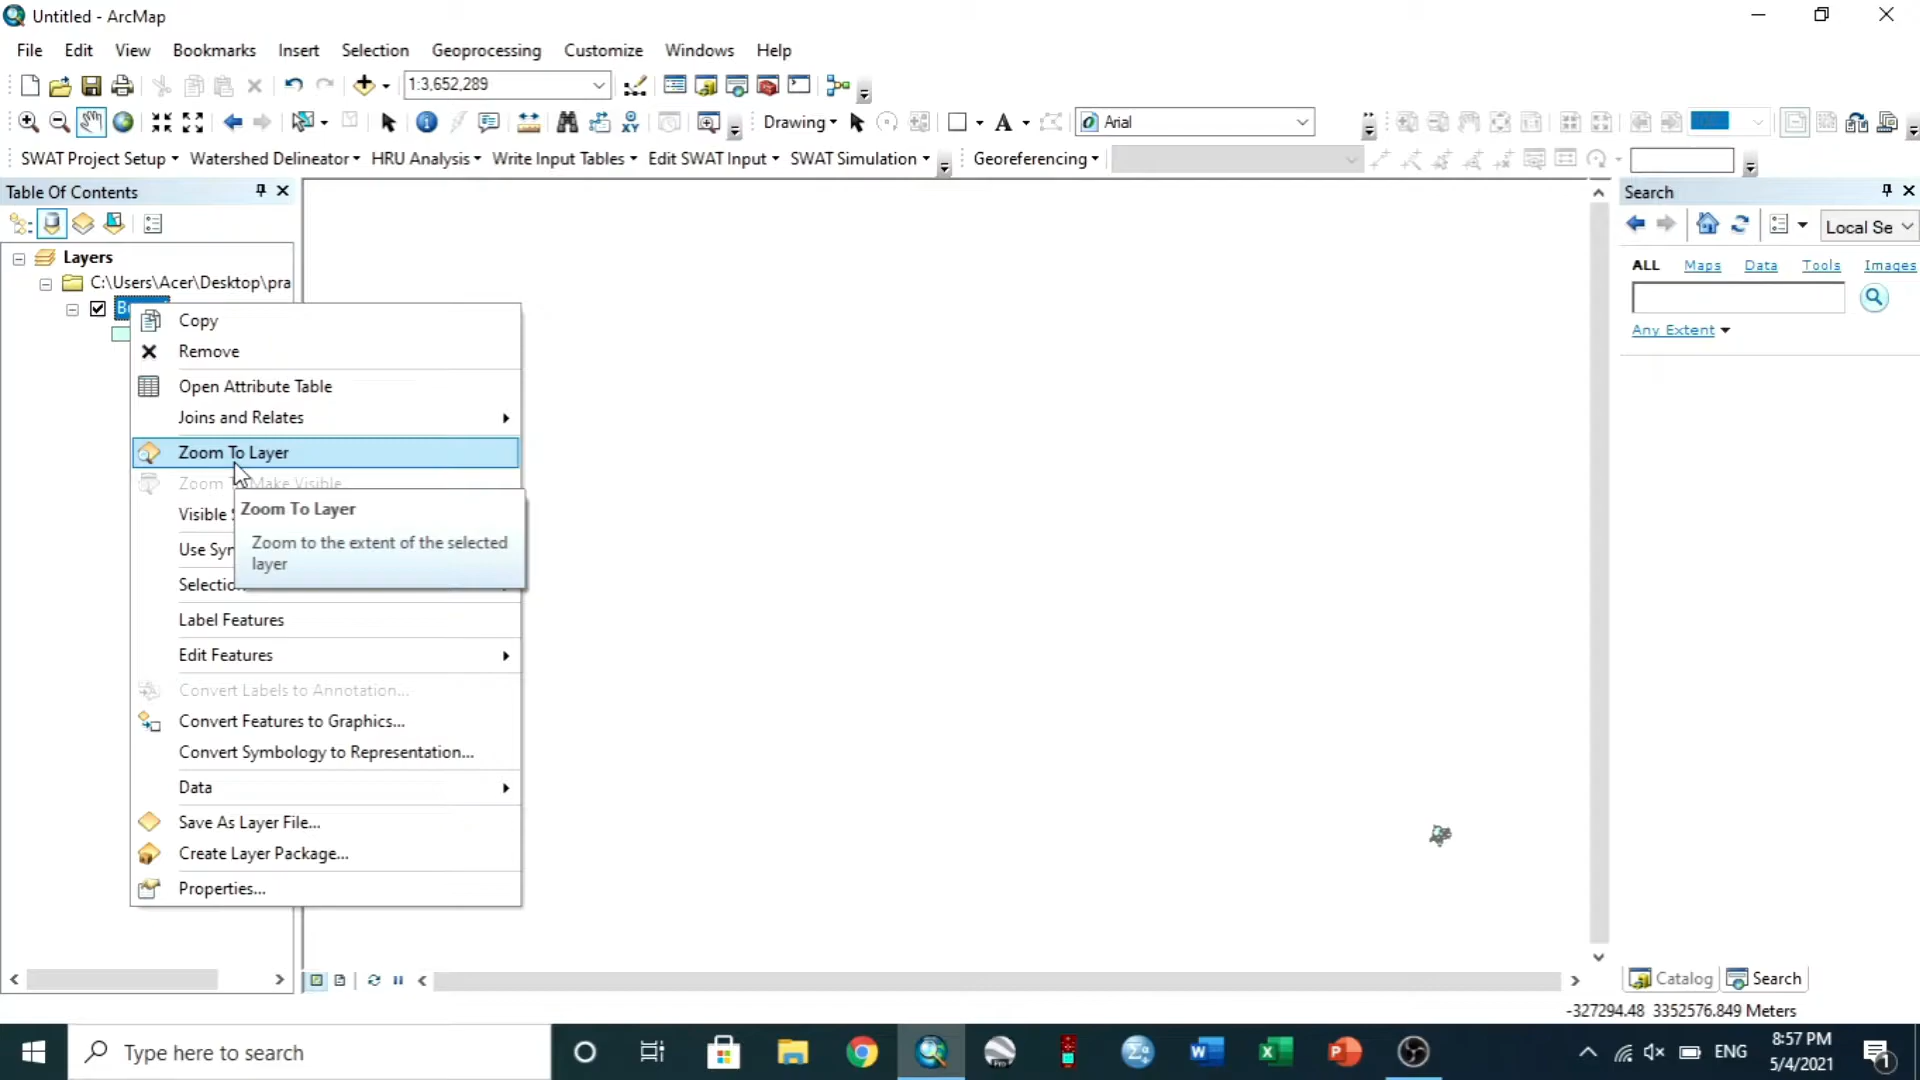 Untitled - ArcMap
File Edit View Bookmarks Insert Selection Geoprocessing Customize Windows Help
1:3,652,289
Drawing
Arial
SWAT Project Setup Watershed Delineator HRU Analysis Write Input Tables Edit SWAT Input SWAT Simulation Georeferencing
Table Of Contents
Search
Local Se
Layers
ALL Maps Data Tools Images
C:\Users\Acer\Desktop\pra
Any Extent
Copy
Remove
Open Attribute Table
Joins and Relates
Zoom To Layer
Zoom To Make Visible
Visible
Zoom To Layer
Use Sy
Zoom to the extent of the selected
layer
Selection
Label Features
Edit Features
Convert Labels to Annotation...
Convert Features to Graphics...
Convert Symbology to Representation...
Data
Save As Layer File...
Create Layer Package...
Properties...
Catalog Search
-327294.48 3352576.849 Meters
Type here to search
ENG
8:57 PM
5/4/2021
1